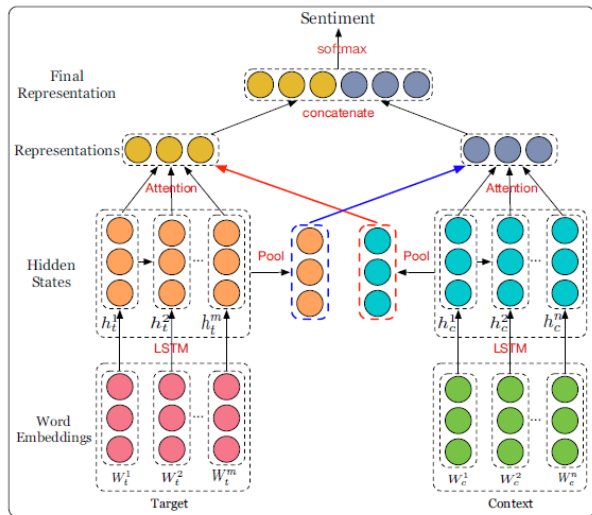 Sentiment
softmax
Final
Representation
concatenate
Representations
Attention
Attention
Hidden
States
Pool
Pool
h_t^1 h_t^2 ... h_t^m
h_c^1 h_c^2 ... h_c^n
LSTM
LSTM
Word
Embeddings
...
...
W_t^1 W_t^2 W_t^m
W_c^1 W_c^2 W_c^n
Target
Context